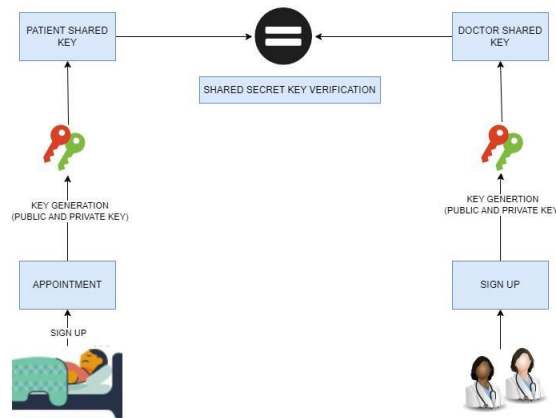 PATIENT SHARED
KEY
DOCTOR SHARED
KEY
SHARED SECRET KEY VERIFICATION
KEY GENERATION
(PUBLIC AND PRIVATE KEY)
KEY GENERTION
(PUBLIC AND PRIVATE KEY
APPOINTMENT
SIGN UP
SIGN UP